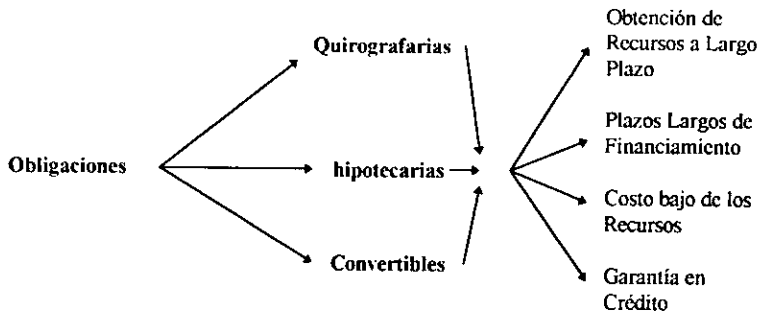 Obligaciones
Quirografarias
hipotecarias
Convertibles
Obtención de
Recursos a Largo
Plazo
Plazos Largos de
Financiamiento
Costo bajo de los
Recursos
Garantía en
Crédito